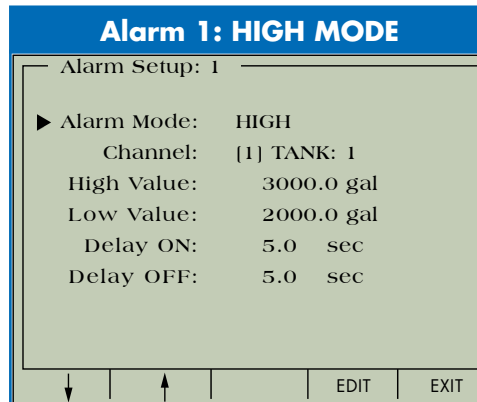 Alarm 1: HIGH MODE
Alarm Setup: 1
Alarm Mode: HIGH
Channel: [1] TANK: 1
High Value: 3000.0 gal
Low Value: 2000.0 gal
Delay ON: 5.0 sec
Delay OFF: 5.0 sec
EDIT EXIT